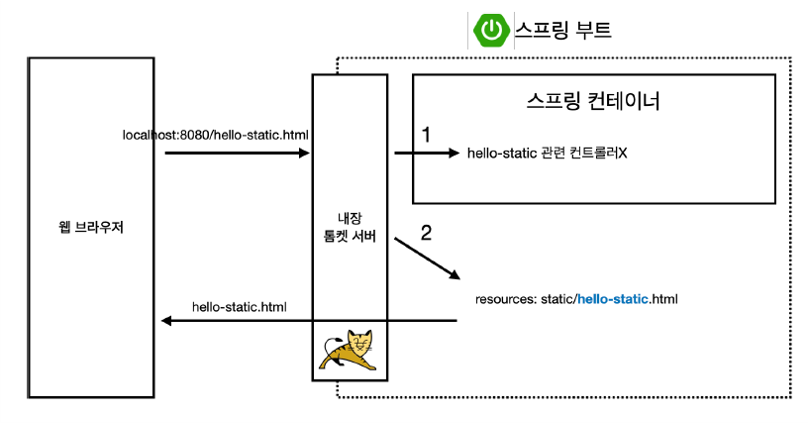 스프링 부트
스프링 컨테이너
localhost:8080/hello-static.html
1
hello-static 관련 컨트롤러X
웹 브라우저
내장
톰켓 서버
2
resources: static/hello-static.html
hello-static.html